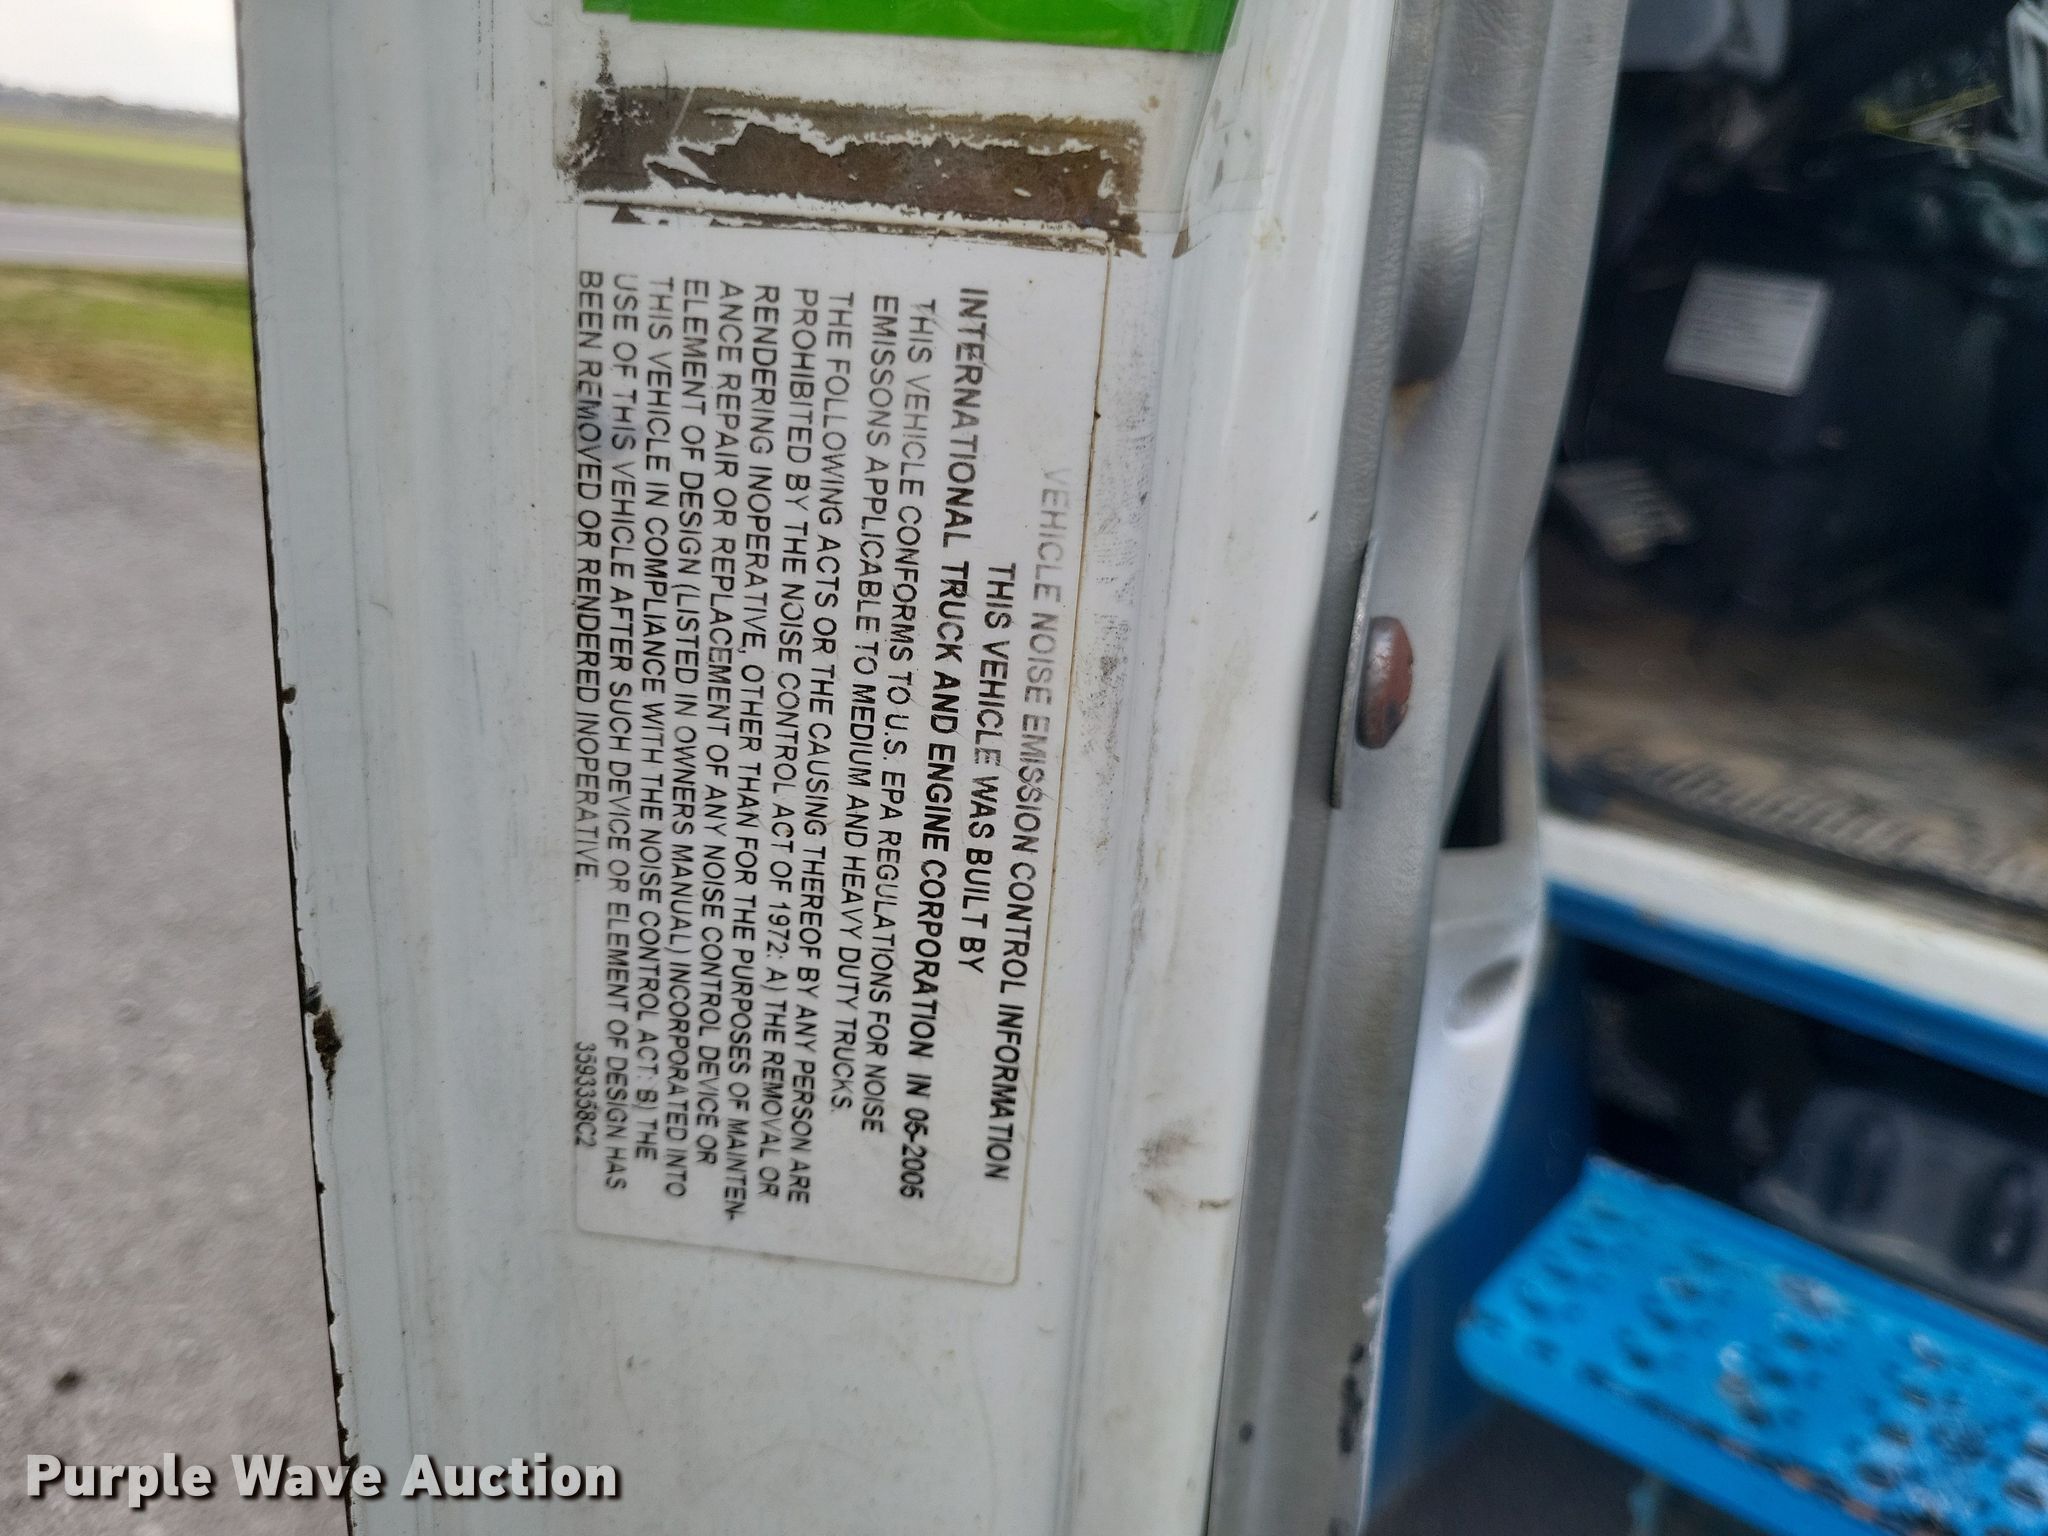 VEHICLE NOISE EMISSION CONTROL INFORMATION
THIS VEHICLE WAS BUILT BY
INTERNATIONAL TRUCK AND ENGINE CORPORATION IN 05-2005
THIS VEHICLE CONFORMS TO U.S. EPA REGULATIONS FOR NOISE
EMISSONS APPLICABLE TO MEDIUM AND HEAVY DUTY TRUCKS.
THE FOLLOWING ACTS OR THE CAUSING THEREOF BY ANY PERSON ARE
PROHIBITED BY THE NOISE CONTROL ACT OF 1972: A) THE REMOVAL OR
RENDERING INOPERATIVE, OTHER THAN FOR THE PURPOSES OF MAINTEN-
ANCE REPAIR OR REPLACEMENT OF ANY NOISE CONTROL DEVICE OR
ELEMENT OF DESIGN (LISTED IN OWNERS MANUAL) INCORPORATED INTO
THIS VEHICLE IN COMPLIANCE WITH THE NOISE CONTROL ACT: B) THE
USE OF THIS VEHICLE AFTER SUCH DEVICE OR ELEMENT OF DESIGN HAS
BEEN REMOVED OR RENDERED INOPERATIVE.
3593358C2
Purple Wave Auction